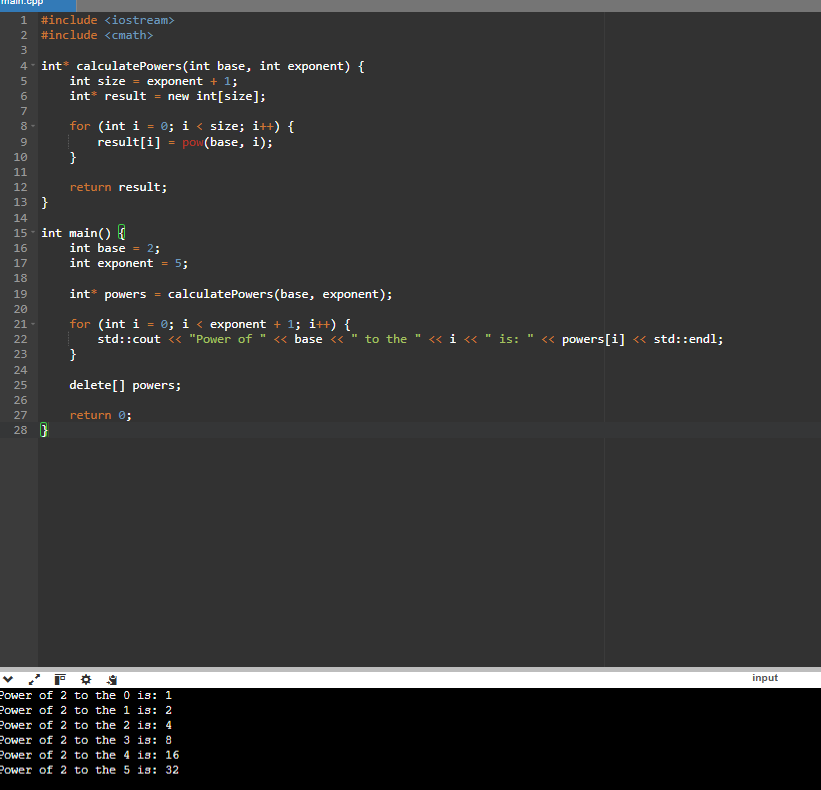 main.cpp
1 #include <iostream>
2 #include <cmath>
3
4 int* calculatePowers(int base, int exponent) {
5     int size = exponent + 1;
6     int* result = new int[size];
7
8     for (int i = 0; i < size; i++) {
9         result[i] = pow(base, i);
10     }
11
12     return result;
13 }
14
15 int main() {
16     int base = 2;
17     int exponent = 5;
18
19     int* powers = calculatePowers(base, exponent);
20
21     for (int i = 0; i < exponent + 1; i++) {
22         std::cout << "Power of " << base << " to the " << i << " is: " << powers[i] << std::endl;
23     }
24
25     delete[] powers;
26
27     return 0;
28 }
input
Power of 2 to the 0 is: 1
Power of 2 to the 1 is: 2
Power of 2 to the 2 is: 4
Power of 2 to the 3 is: 8
Power of 2 to the 4 is: 16
Power of 2 to the 5 is: 32